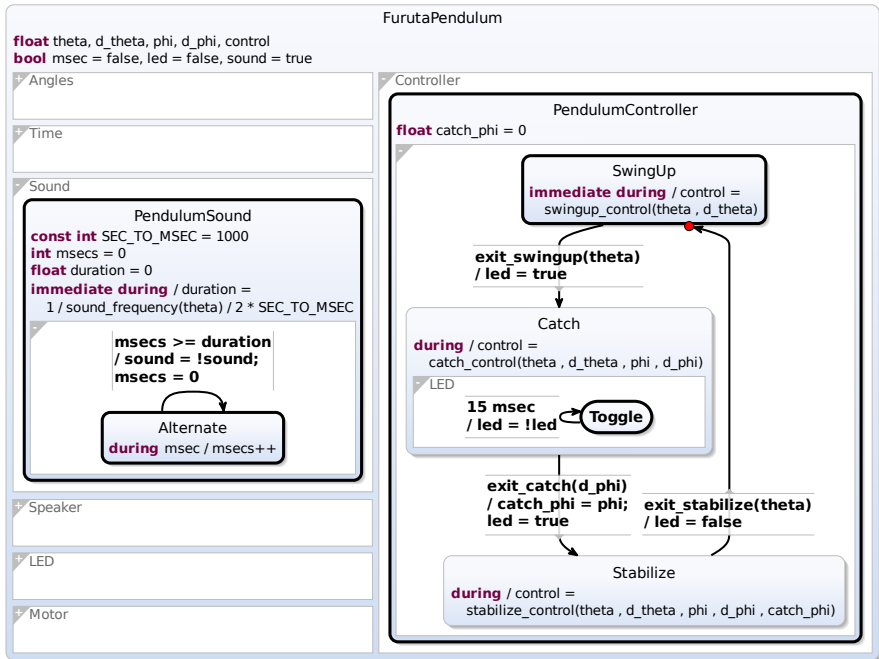 FurutaPendulum
float theta, d_theta, phi, d_phi, control
bool msec = false, led = false, sound = true
+ Angles
+ Time
- Sound
PendulumSound
const int SEC_TO_MSEC = 1000
int msecs = 0
float duration = 0
immediate during / duration =
1 / sound_frequency(theta) / 2 * SEC_TO_MSEC
-
msecs >= duration
/ sound = !sound;
msecs = 0
Alternate
during msec / msecs++
+ Speaker
+ LED
+ Motor
- Controller
PendulumController
float catch_phi = 0
-
SwingUp
immediate during / control =
swingup_control(theta , d_theta)
exit_swingup(theta)
/ led = true
Catch
during / control =
catch_control(theta , d_theta , phi , d_phi)
- LED
15 msec
/ led = !led
Toggle
exit_catch(d_phi)
/ catch_phi = phi;
led = true
exit_stabilize(theta)
/ led = false
Stabilize
during / control =
stabilize_control(theta , d_theta , phi , d_phi , catch_phi)